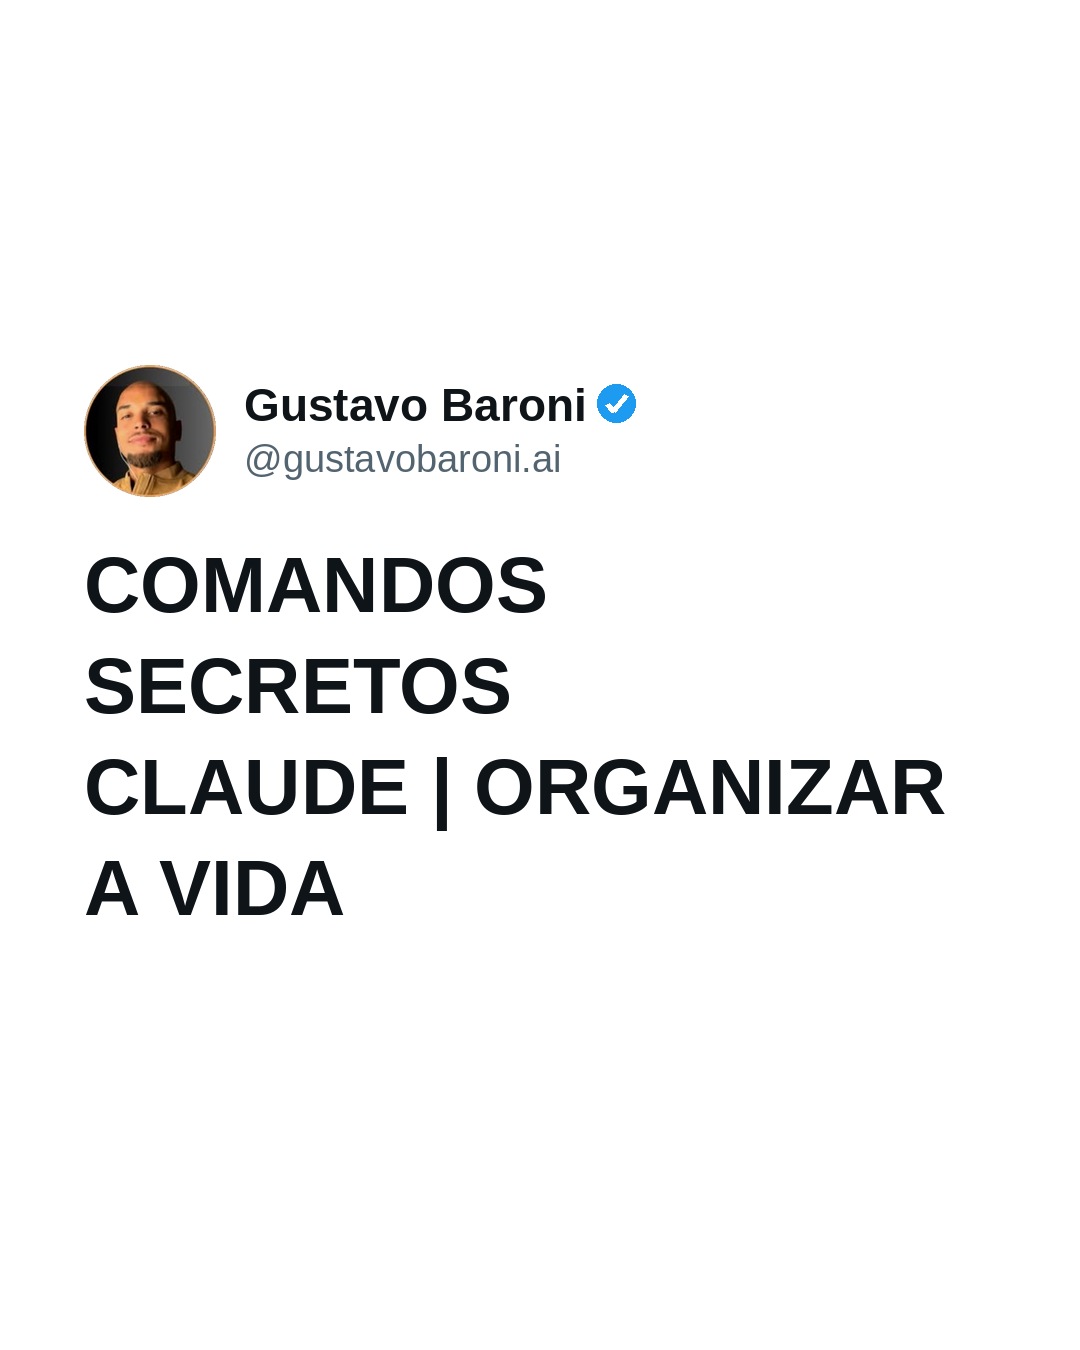 Gustavo Baroni
@gustavobaroni.ai
COMANDOS
SECRETOS
CLAUDE | ORGANIZAR
A VIDA